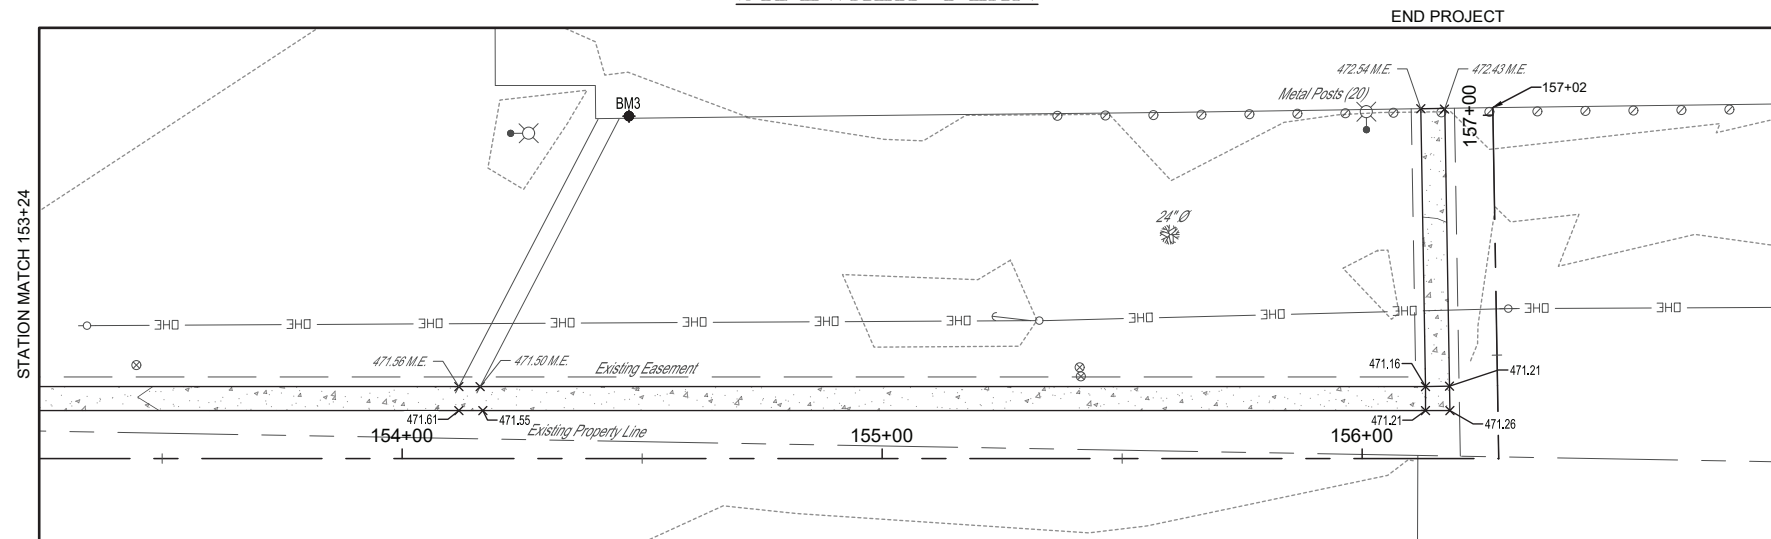 END PROJECT
472.54 M.E.
472.43 M.E.
Metal Posts (20)
157+02
157+00
BM3
24" Ø
STATION MATCH 153+24
OHE OHE OHE OHE OHE OHE OHE OHE OHE OHE OHE OHE
471.56 M.E.
471.50 M.E.
Existing Easement
471.16
471.21
471.61
471.55
471.21
471.26
Existing Property Line
154+00
155+00
156+00